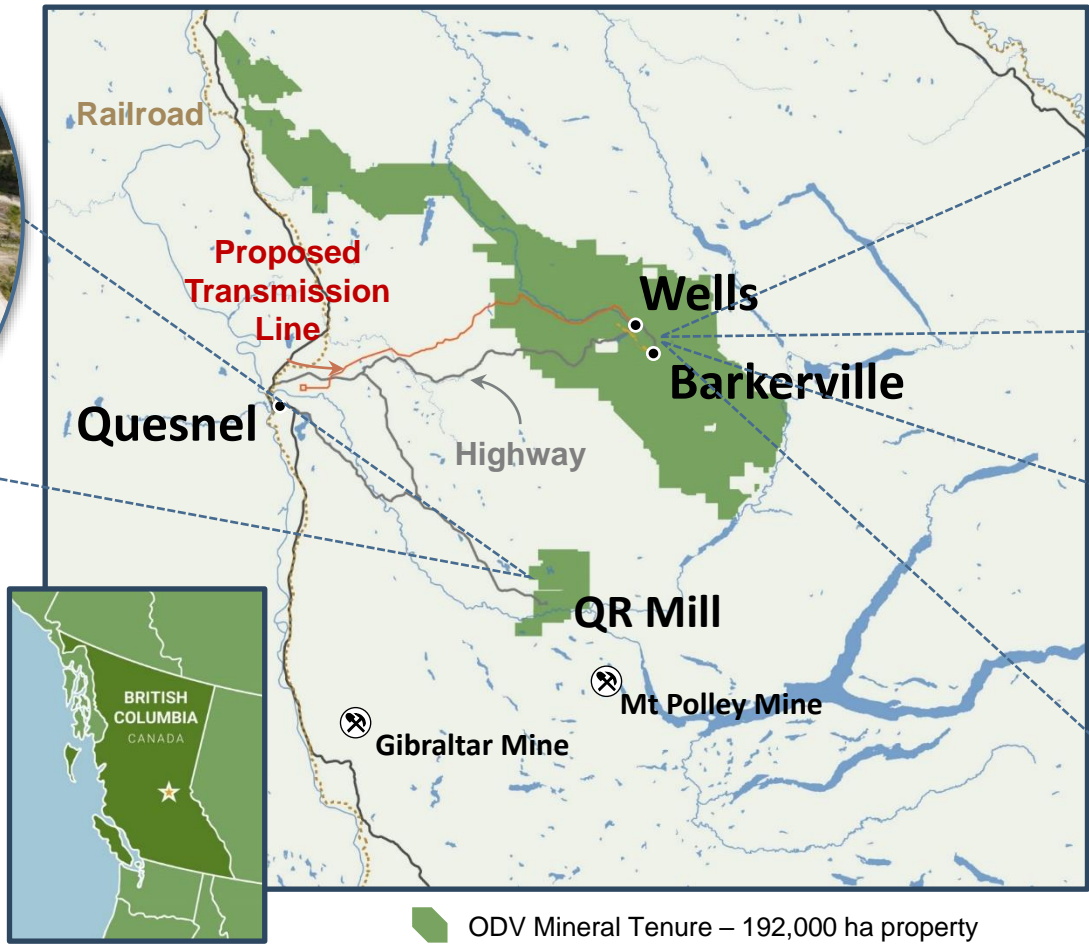 Railroad
Proposed
Transmission
Line
Wells
Barkerville
Quesnel
Highway
QR Mill
Mt Polley Mine
Gibraltar Mine
BRITISH
COLUMBIA
CANADA
ODV Mineral Tenure – 192,000 ha property